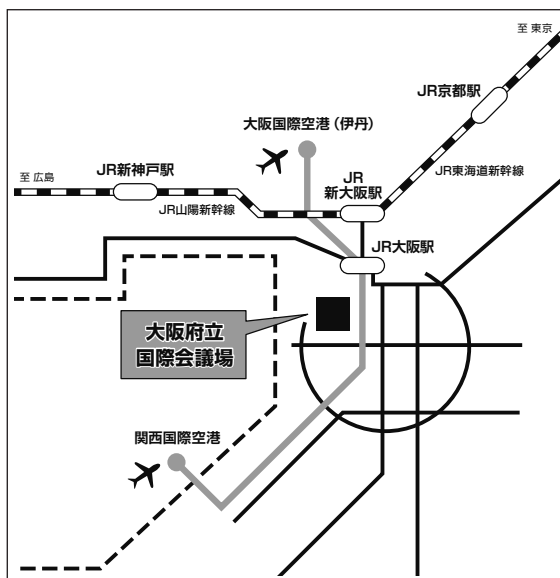 至 東京
JR京都駅
大阪国際空港（伊丹）
JR新神戸駅
JR
新大阪駅
JR東海道新幹線
至 広島
JR山陽新幹線
JR大阪駅
大阪府立
国際会議場
関西国際空港